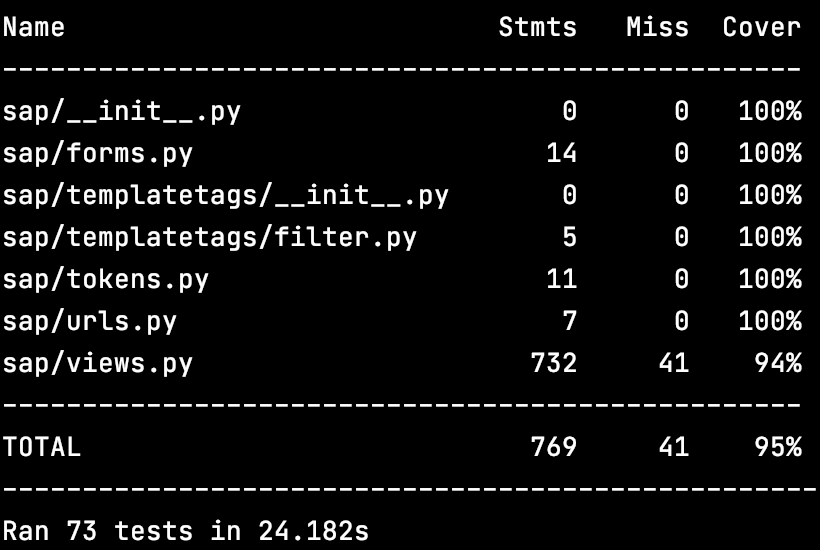 Name                           Stmts   Miss  Cover
--------------------------------------------------
sap/__init__.py                    0      0   100%
sap/forms.py                      14      0   100%
sap/templatetags/__init__.py       0      0   100%
sap/templatetags/filter.py         5      0   100%
sap/tokens.py                     11      0   100%
sap/urls.py                        7      0   100%
sap/views.py                     732     41    94%
--------------------------------------------------
TOTAL                            769     41    95%
---------------------------------------------------
Ran 73 tests in 24.182s